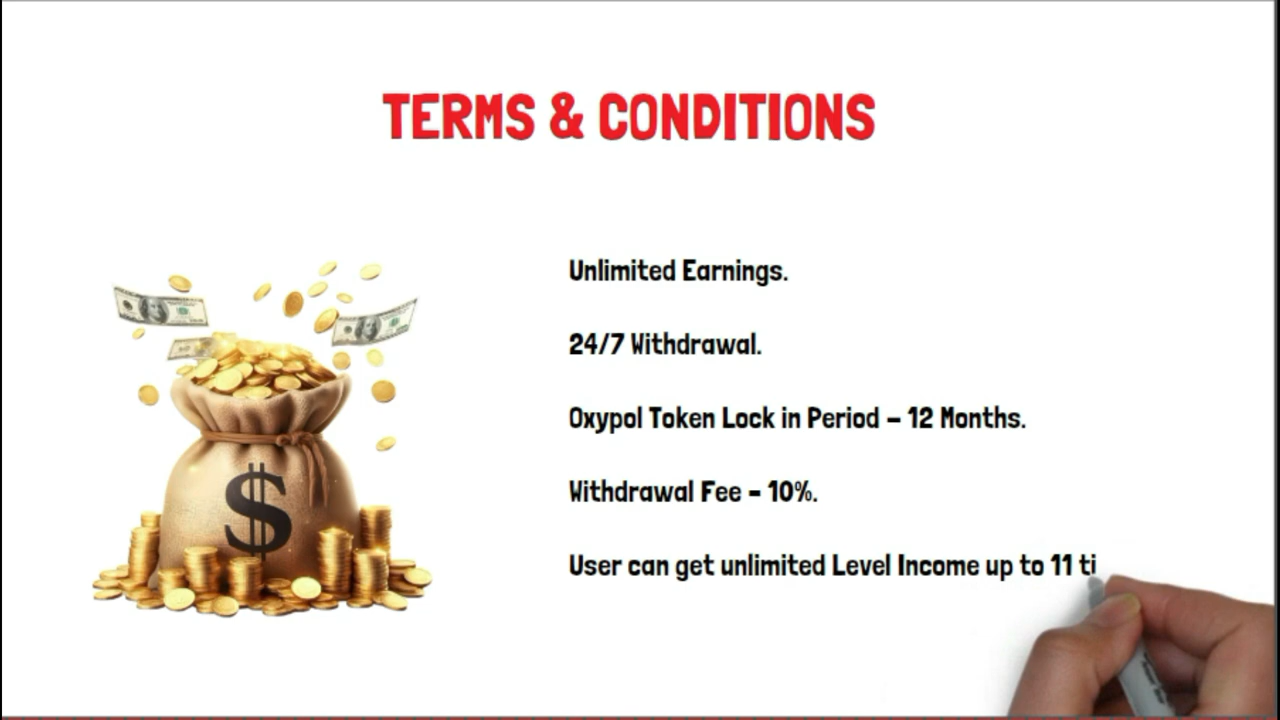 TERMS & CONDITIONS
Unlimited Earnings.
24/7 Withdrawal.
Oxypol Token Lock in Period – 12 Months.
Withdrawal Fee – 10%.
User can get unlimited Level Income up to 11 ti
$